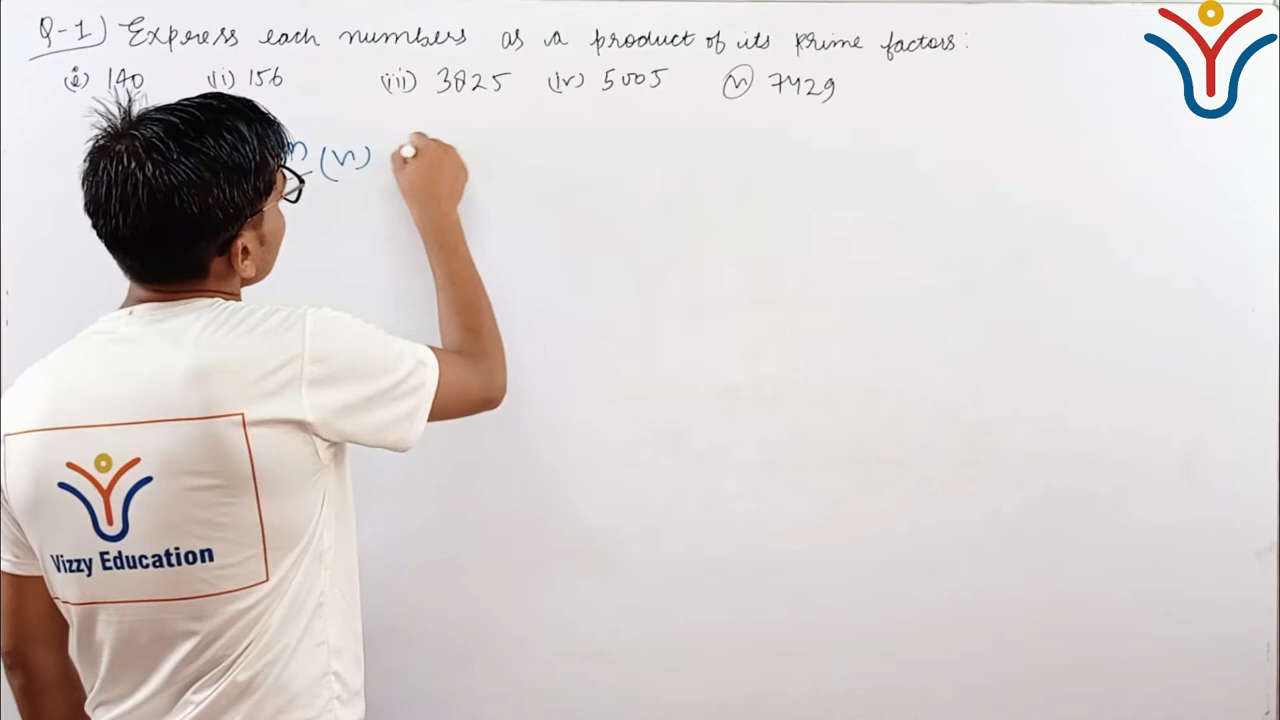 Q-1) Express each numbers as a product of its prime factors:
(i) 140 (ii) 156 (iii) 3825 (iv) 5005 (v) 7429
(v)
Vizzy Education